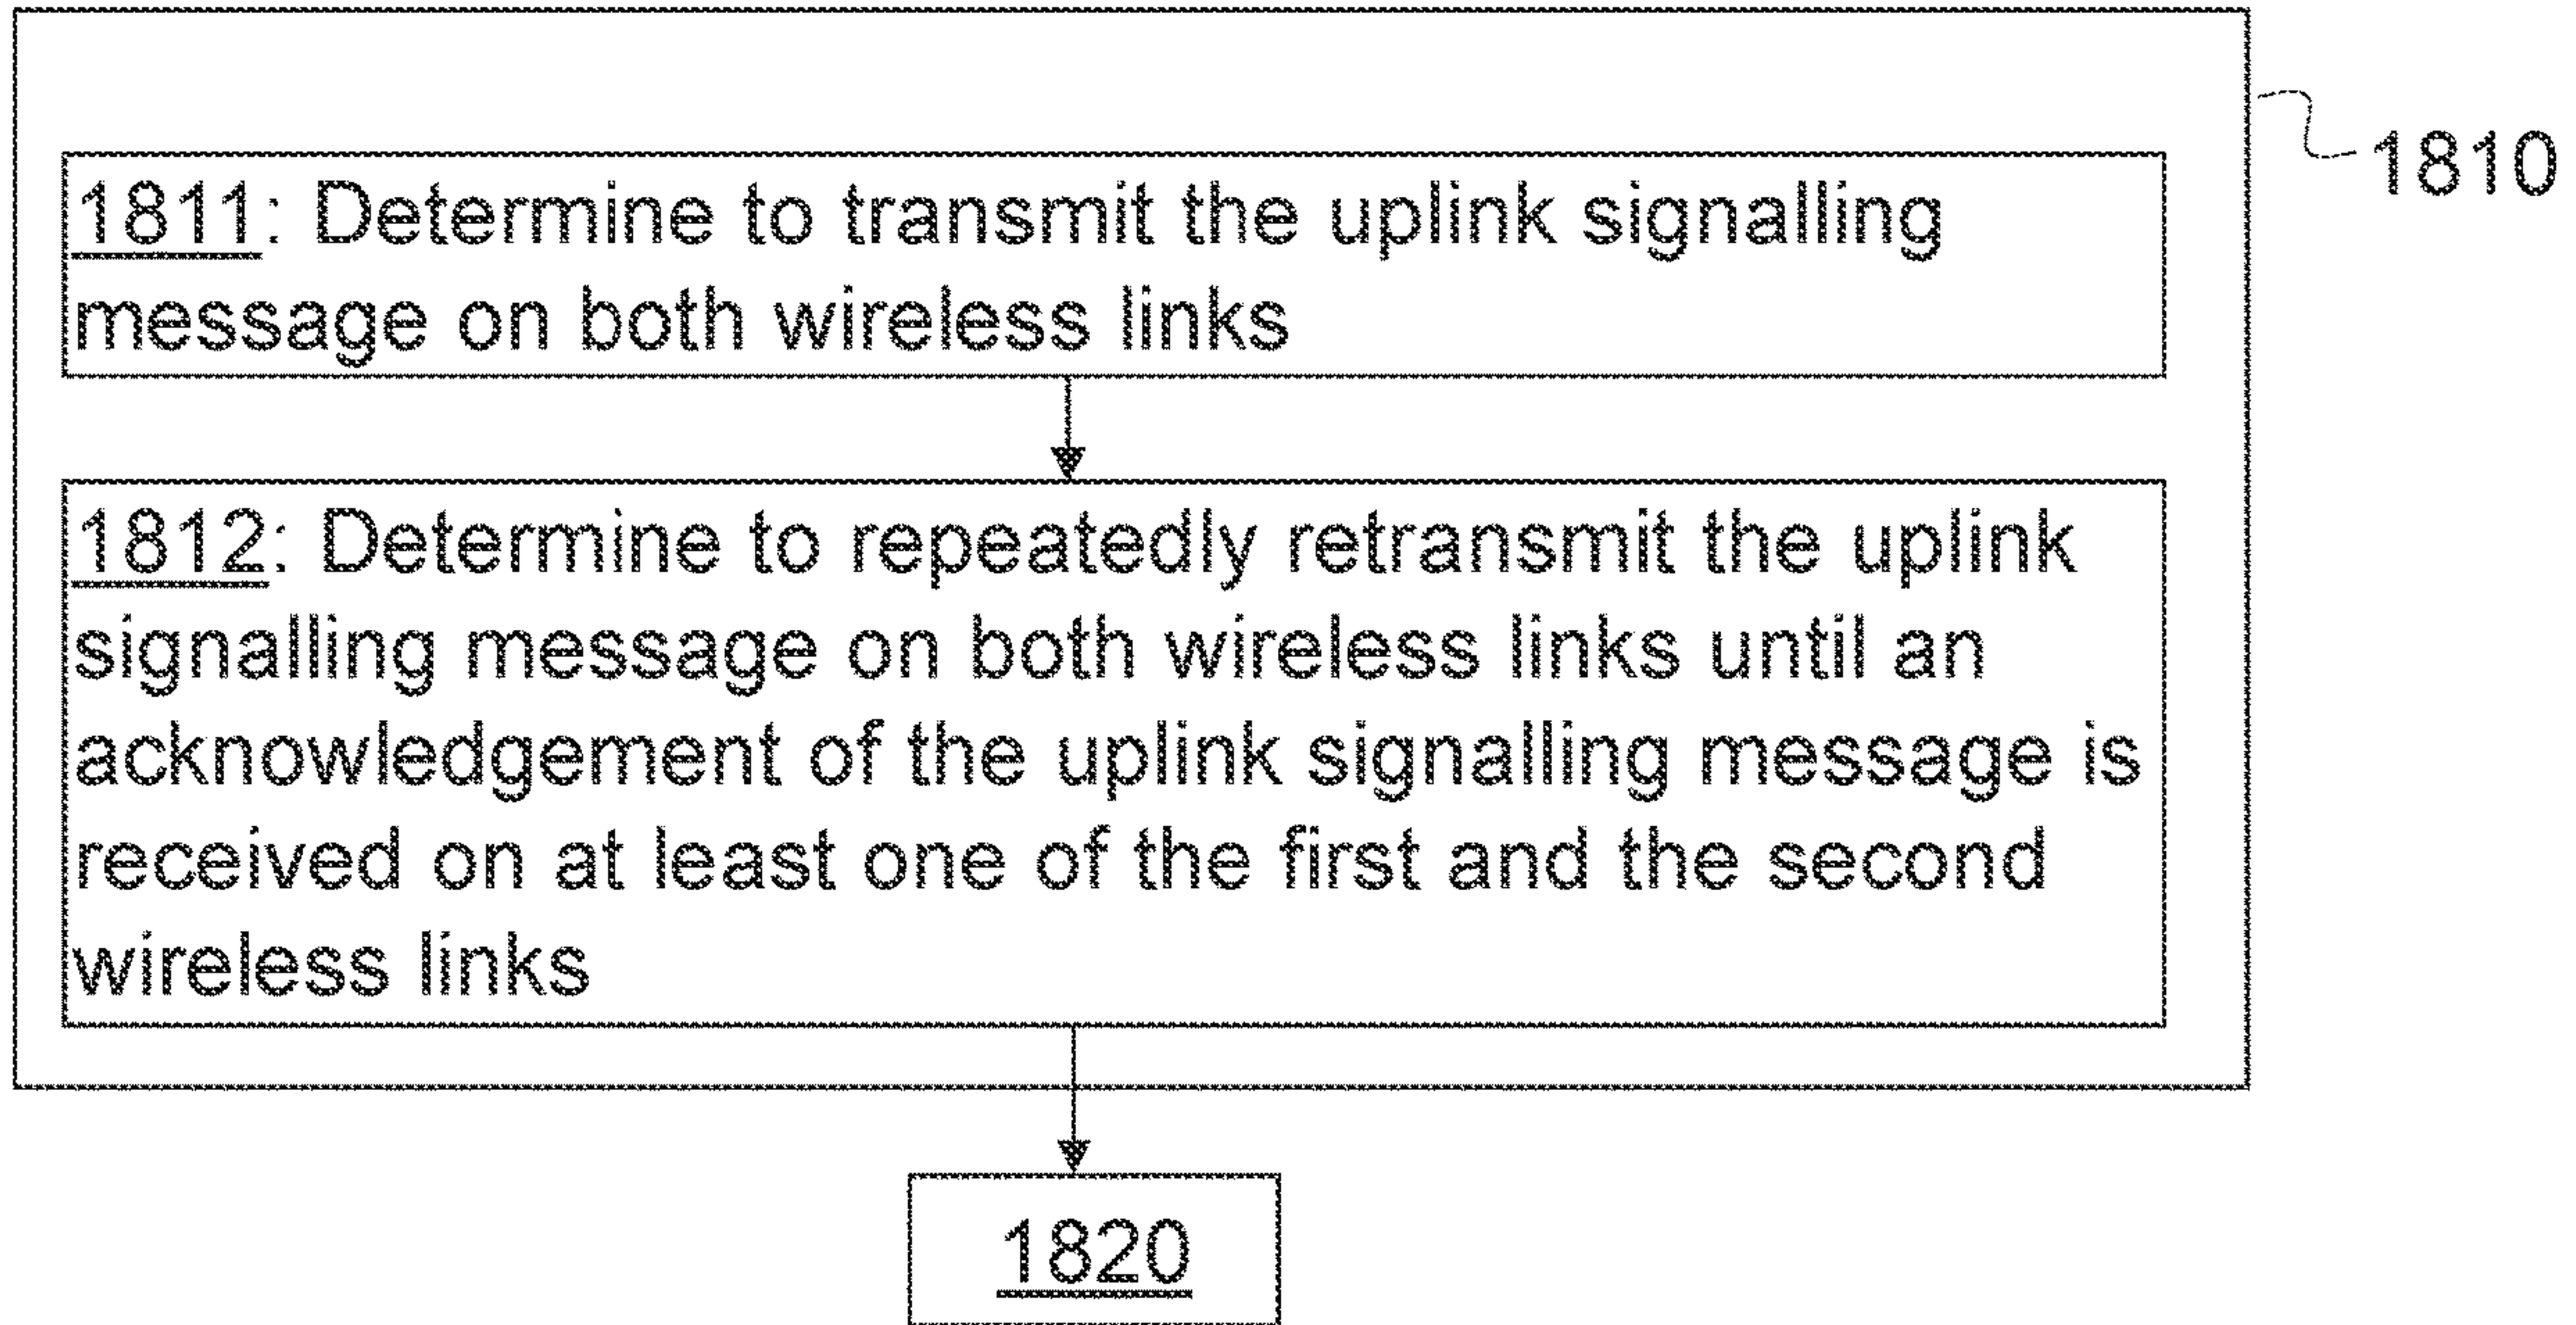 1810
1811: Determine to transmit the uplink signalling
message on both wireless links
1812: Determine to repeatedly retransmit the uplink
signalling message on both wireless links until an
acknowledgement of the uplink signalling message is
received on at least one of the first and the second
wireless links
1820